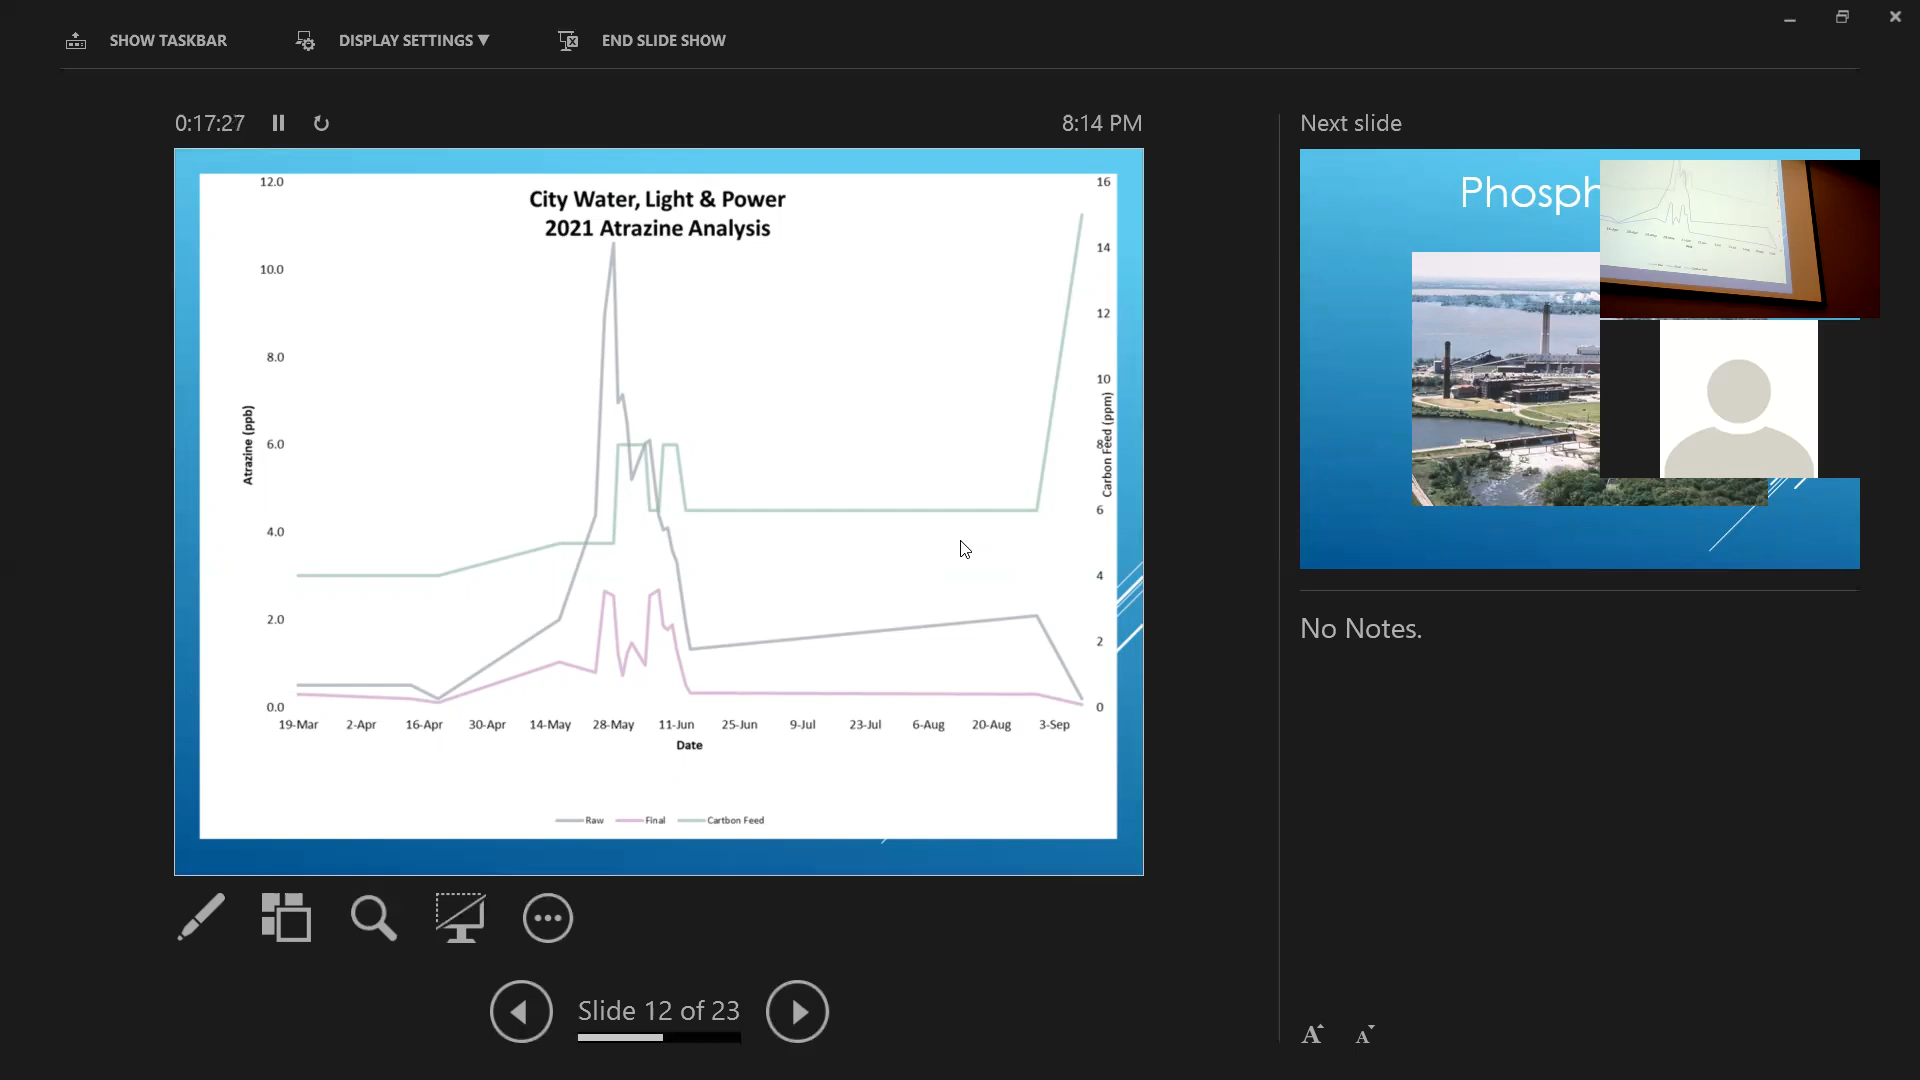 SHOW TASKBAR
DISPLAY SETTINGS ▼
END SLIDE SHOW
0:17:27
8:14 PM
Next slide
City Water, Light & Power
2021 Atrazine Analysis
12.0
10.0
8.0
6.0
4.0
2.0
0.0
Atrazine (ppb)
16
14
12
10
8
6
4
2
0
Carbon Feed (ppm)
19-Mar 2-Apr 16-Apr 30-Apr 14-May 28-May 11-Jun 25-Jun 9-Jul 23-Jul 6-Aug 20-Aug 3-Sep
Date
Raw Final Cartbon Feed
Phosph
No Notes.
Slide 12 of 23
A A